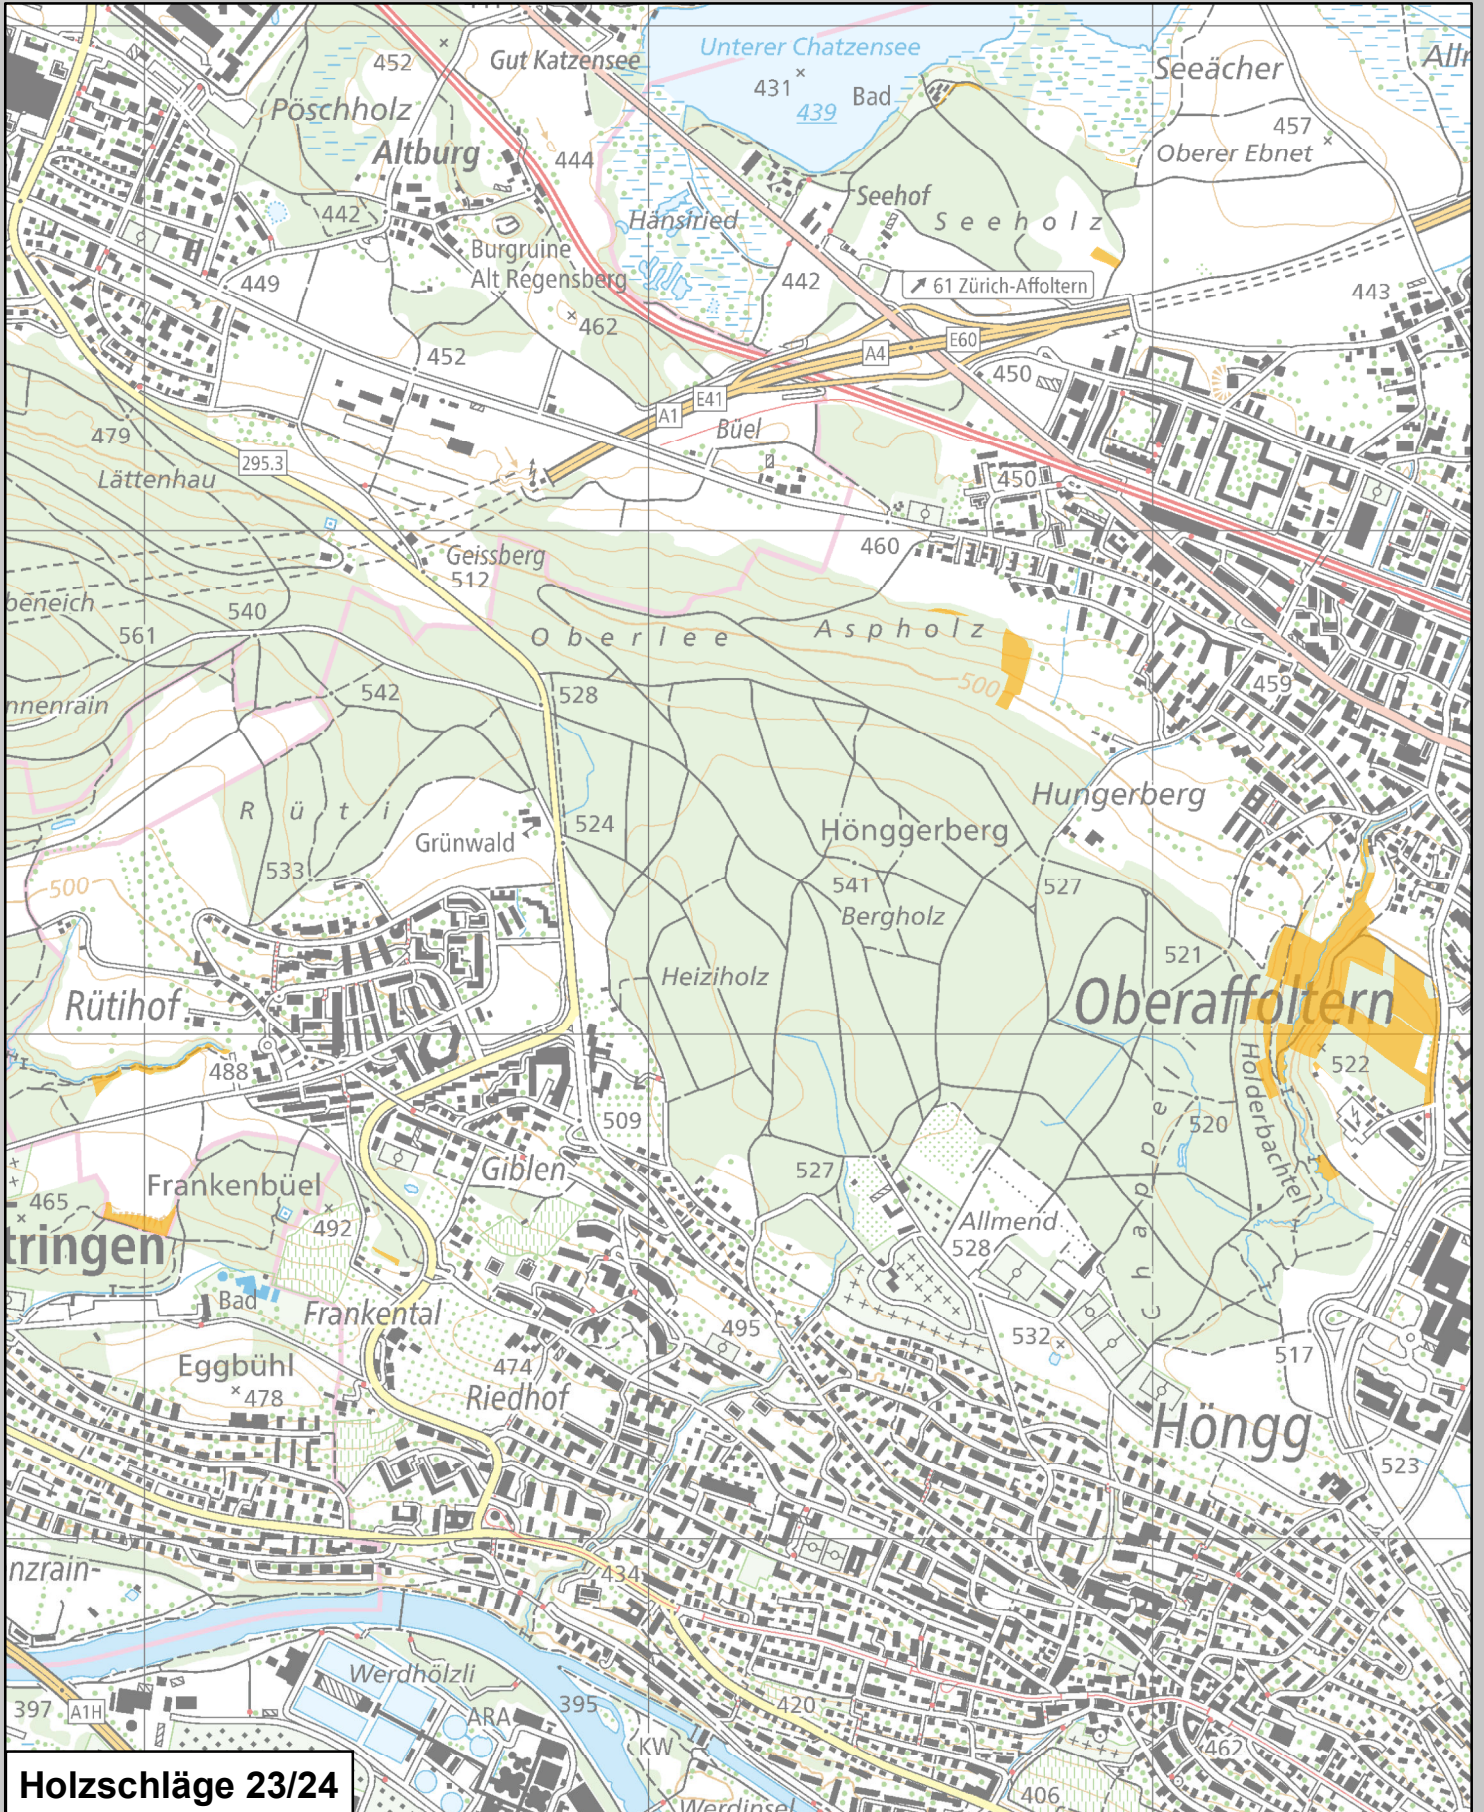 Unterer Chatzensee
452
Gut Katzensee
431
439
Bad
Seeächer
Pöschholz
Altburg
444
457
Oberer Ebnet
442
Hänsiried
Seehof
Seeholz
Burgruine
Alt Regensberg
449
442
61 Zürich-Affoltern
443
462
452
A4
E60
450
E41
A1
Büel
479
295.3
Lättenhau
450
460
Geissberg
512
beneich
540
561
Oberlee
Aspholz
500
542
528
459
nnenrain
Rüti
Hungerberg
Grünwald
524
Hönggerberg
533
541
527
500
Bergholz
521
Heiziholz
Rütihof
Oberaffoltern
488
522
Holderbachtel
509
520
Chappe
Giblen
527
Frankenbüel
465
492
Allmend
528
tringen
Bad
Frankental
495
532
517
Eggbühl
478
474
Riedhof
Höngg
523
nzrain-
434
Werdhölzli
397
A1H
ARA
395
420
KW
462
406
Werdinsel
Holzschläge 23/24